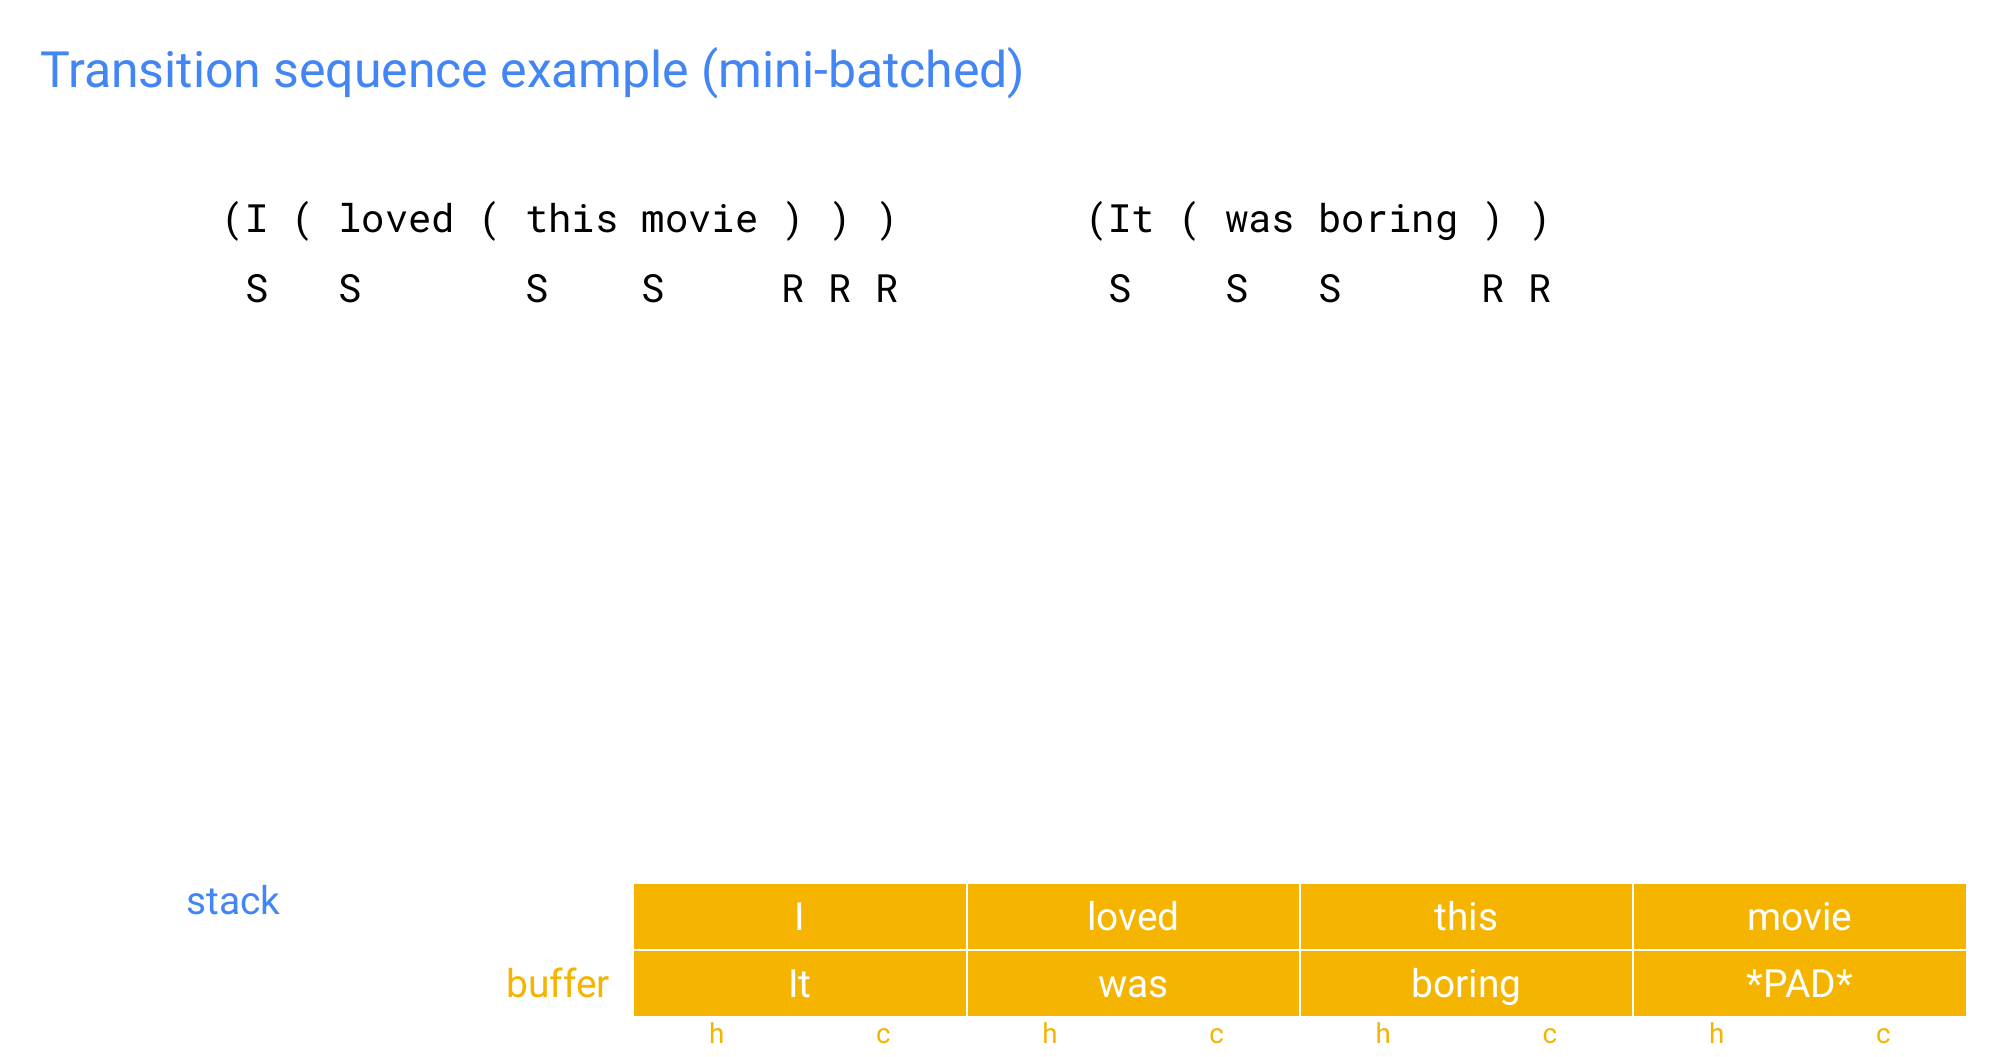 Transition sequence example (mini-batched)
(I ( loved ( this movie ) ) ) (It ( was boring ) )
S S S S R R R S S S R R
stack
I loved this movie
buffer It was boring *PAD*
h c h c h c h c